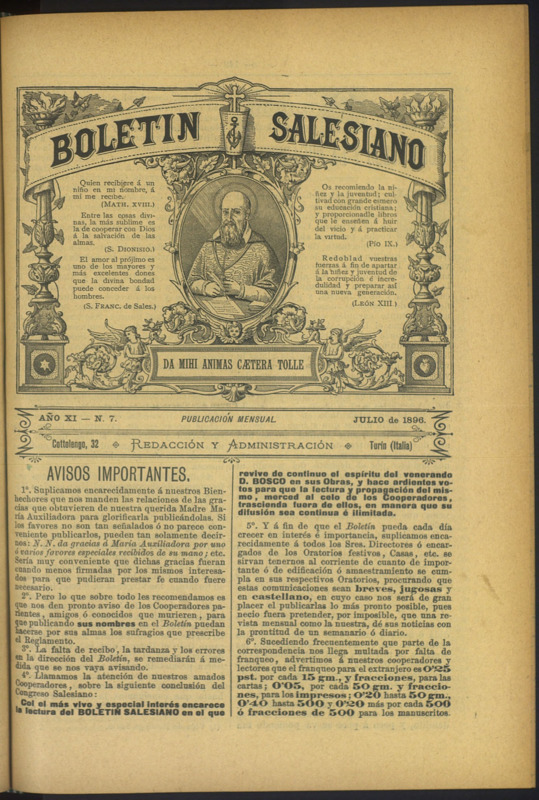 BOLETIN SALESIANO
Quien recibiere á un
niño en mi nombre, á
mí me recibe.
(MATH. XVIII.)
Entre las cosas divi-
nas, la más sublime es
la de cooperar con Dios
á la salvación de las
almas.
(S. DIONISIO.)
El amor al prójimo es
uno de los mayores y
más excelentes dones
que la divina bondad
puede conceder á los
hombres.
(S. FRANC. de Sales.)
Os recomiendo la ni-
ñez y la juventud; cul-
tivad con grande esmero
su educación cristiana;
y proporcionadle libros
que le enseñen á huir
del vicio y á practicar
la virtud.
(Pío IX.)
Redoblad vuestras
fuerzas á fin de apartar
á la niñez y juventud de
la corrupción é incre-
dulidad y preparar así
una nueva generación.
(LEÓN XIII)
DA MIHI ANIMAS CÆTERA TOLLE
AÑO XI — N. 7.
PUBLICACIÓN MENSUAL.
JULIO de 1896.
Cottolengo, 32
REDACCIÓN Y ADMINISTRACIÓN
Turin (Italia)
AVISOS IMPORTANTES.
1º. Suplicamos encarecidamente á nuestros Bien-
hechores que nos manden las relaciones de las gra-
cias que obtuvieren de nuestra querida Madre Ma-
ría Auxiliadora para glorificarla publicándolas. Si
los favores no son tan señalados ó no parece con-
veniente publicarlos, pueden tan solamente decir-
nos: N. N. da gracias á María Auxiliadora por uno
ó varios favores especiales recibidos de su mano; etc.
Sería muy conveniente que dichas gracias fueran
cuando menos firmadas por los mismos interesa-
dos para que pudieran prestar fe cuando fuere
necesario.
2º. Pero lo que sobre todo les recomendamos es
que nos den pronto aviso de los Cooperadores pa-
rientes, amigos ó conocidos que murieren, para
que publicando sus nombres en el Boletín puedan
hacerse por sus almas los sufragios que prescribe
el Reglamento.
3º. La falta de recibo, la tardanza y los errores
en la dirección del Boletín, se remediarán á me-
dida que se nos vaya avisando.
4º. Llamamos la atención de nuestros amados
Cooperadores, sobre la siguiente conclusión del
Congreso Salesiano:
Col el más vivo y especial interés encarece
la lectura del BOLETÍN SALESIANO en el que
revive de continuo el espíritu del venerando
D. BOSCO en sus Obras, y hace ardientes vo-
tos para que la lectura y propagación del mis-
mo, merced al celo de los Cooperadores,
trascienda fuera de ellos, en manera que su
difusión sea continua é ilimitada.
5º. Y á fin de que el Boletín pueda cada día
crecer en interés é importancia, suplicamos enca-
recidamente á todos los Sres. Directores ó encar-
gados de los Oratorios festivos, Casas, etc. se
sirvan tenernos al corriente de cuanto de impor-
tante ó de edificación ó amaestramiento se cum-
pla en sus respectivos Oratorios, procurando que
estas comunicaciones sean breves, jugosas y
en castellano, en cuyo caso nos será de gran
placer el publicarlas lo más pronto posible, pues
necio fuera pretender, por imposible, que una re-
vista mensual como la nuestra, dé sus noticias con
la prontitud de un semanario ó diario.
6º. Sucediendo frecuentemente que parte de la
correspondencia nos llega multada por falta de
franqueo, advertimos á nuestros cooperadores y
lectores que el franqueo para el extranjero es 0'25
pst. por cada 15 gm., y fracciones, para las
cartas; 0'05, por cada 50 gm. y fraccio-
nes, para los impresos; 0'20 hasta 50 gm.,
0'40 hasta 500 y 0'20 más por cada 500
ó fracciones de 500 para los manuscritos.